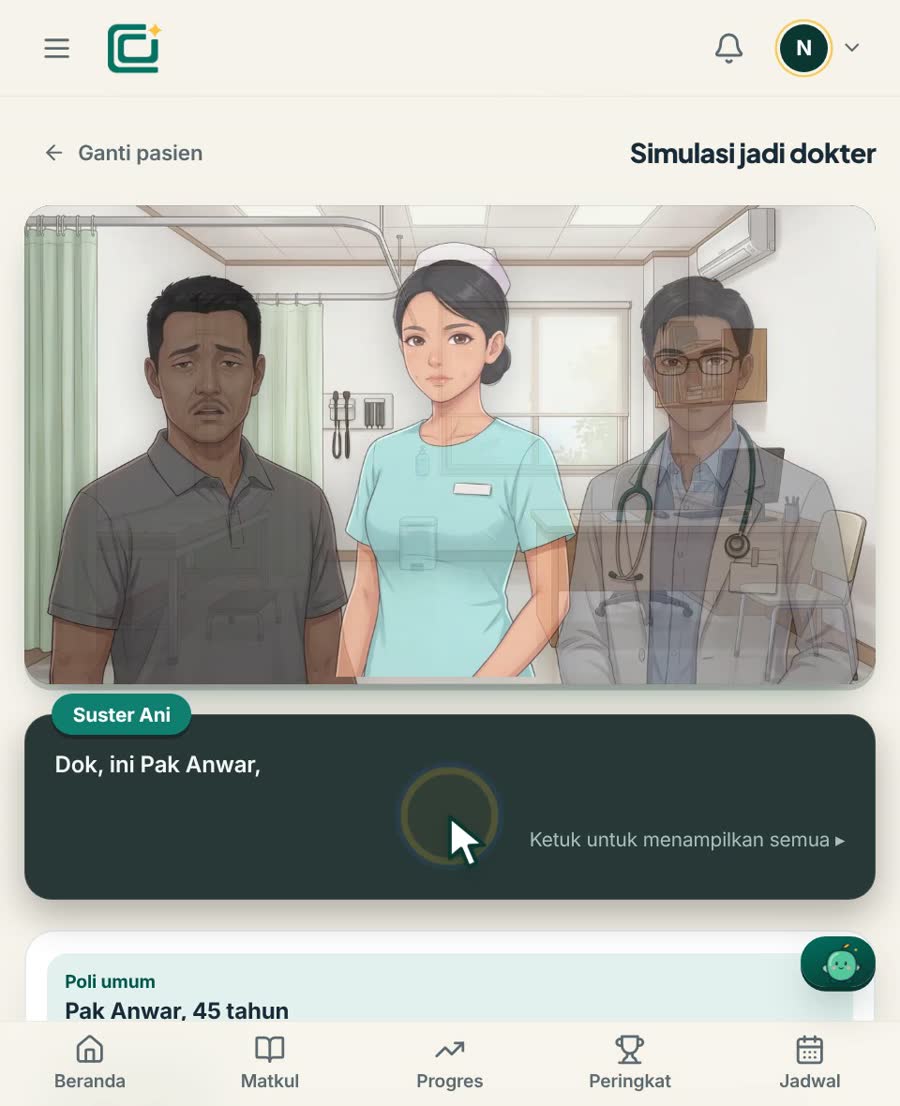 N
Ganti pasien
Simulasi jadi dokter
Suster Ani
Dok, ini Pak Anwar,
Ketuk untuk menampilkan semua ▸
Poli umum
Pak Anwar, 45 tahun
Beranda
Matkul
Progres
Peringkat
Jadwal